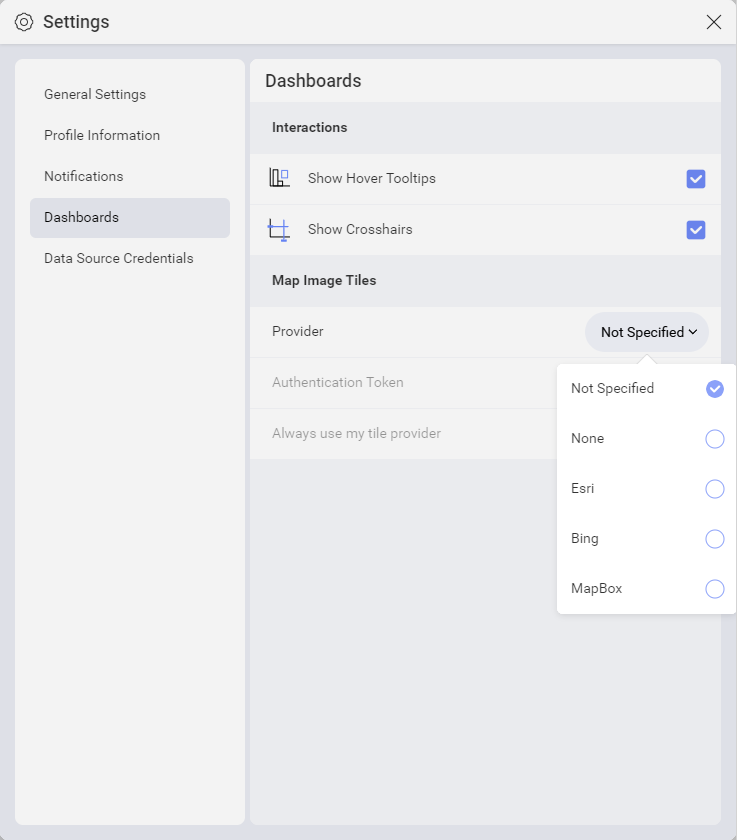 Settings
General Settings
Profile Information
Notifications
Dashboards
Data Source Credentials
Dashboards
Interactions
Show Hover Tooltips
Show Crosshairs
Map Image Tiles
Provider
Not Specified
Authentication Token
Always use my tile provider
Not Specified
None
Esri
Bing
MapBox